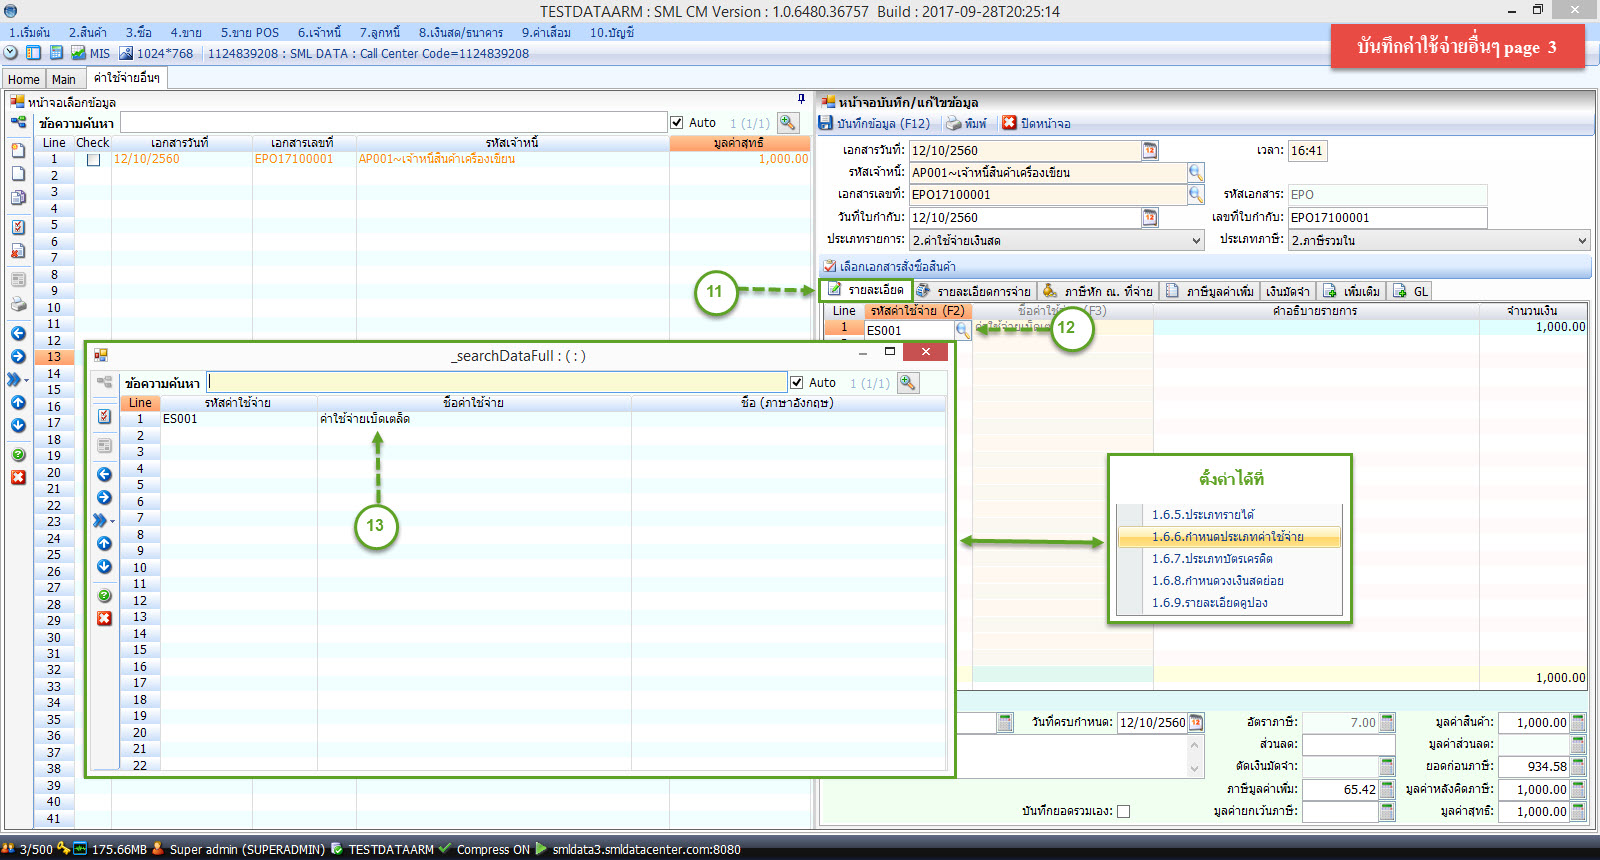 TESTDATAARM : SML CM Version : 1.0.6480.36757  Build : 2017-09-28T20:25:14
1.เริ่มต้น 2.สินค้า 3.ซื้อ 4.ขาย 5.ขาย POS 6.เจ้าหนี้ 7.ลูกหนี้ 8.เงินสด/ธนาคาร 9.ค่าเสื่อม 10.บัญชี
MIS 1024*768 1124839208 : SML DATA : Call Center Code=1124839208
บันทึกค่าใช้จ่ายอื่นๆ page 3
Home Main ค่าใช้จ่ายอื่นๆ
หน้าจอเลือกข้อมูล
ข้อความค้นหา Auto 1 (1/1)
Line Check เอกสารวันที่ เอกสารเลขที่ รหัสเจ้าหนี้ มูลค่าสุทธิ
1 12/10/2560 EPO17100001 AP001~เจ้าหนี้สินค้าเครื่องเขียน 1,000.00
2
3
4
5
6
7
8
9
10
11
12
13
14
15
16
17
18
19
20
21
22
23
24
25
26
27
28
29
30
31
32
33
34
35
36
37
38
39
40
41
หน้าจอบันทึก/แก้ไขข้อมูล
บันทึกข้อมูล (F12) พิมพ์ ปิดหน้าจอ
เอกสารวันที่: 12/10/2560 เวลา: 16:41
รหัสเจ้าหนี้: AP001~เจ้าหนี้สินค้าเครื่องเขียน
เอกสารเลขที่: EPO17100001 รหัสเอกสาร: EPO
วันที่ใบกำกับ: 12/10/2560 เลขที่ใบกำกับ: EPO17100001
ประเภทรายการ: 2.ค่าใช้จ่ายเงินสด ประเภทภาษี: 2.ภาษีรวมใน
เลือกเอกสารสั่งซื้อสินค้า
11 รายละเอียด รายละเอียดการจ่าย ภาษีหัก ณ. ที่จ่าย ภาษีมูลค่าเพิ่ม เงินมัดจำ เพิ่มเติม GL
Line รหัสค่าใช้จ่าย (F2) ชื่อค่าใช้จ่าย (F3) คำอธิบายรายการ จำนวนเงิน
1 ES001 12 1,000.00
_searchDataFull : ( : )
ข้อความค้นหา Auto 1 (1/1)
Line รหัสค่าใช้จ่าย ชื่อค่าใช้จ่าย ชื่อ (ภาษาอังกฤษ)
1 ES001 ค่าใช้จ่ายเบ็ดเตล็ด
2
3
4
5
6
7
8
9
10
11
12
13
14
15
16
17
18
19
20
21
22
13
ตั้งค่าได้ที่
1.6.5.ประเภทรายได้
1.6.6.กำหนดประเภทค่าใช้จ่าย
1.6.7.ประเภทบัตรเครดิต
1.6.8.กำหนดวงเงินสดย่อย
1.6.9.รายละเอียดคูปอง
1,000.00
วันที่ครบกำหนด: 12/10/2560 อัตราภาษี: 7.00 มูลค่าสินค้า: 1,000.00
ส่วนลด: มูลค่าส่วนลด:
ตัดเงินมัดจำ: ยอดก่อนภาษี: 934.58
ภาษีมูลค่าเพิ่ม: 65.42 มูลค่าหลังคิดภาษี: 1,000.00
บันทึกยอดรวมเอง: มูลค่ายกเว้นภาษี: มูลค่าสุทธิ: 1,000.00
3/500 175.66MB Super admin (SUPERADMIN) TESTDATAARM Compress ON smldata3.smldatacenter.com:8080